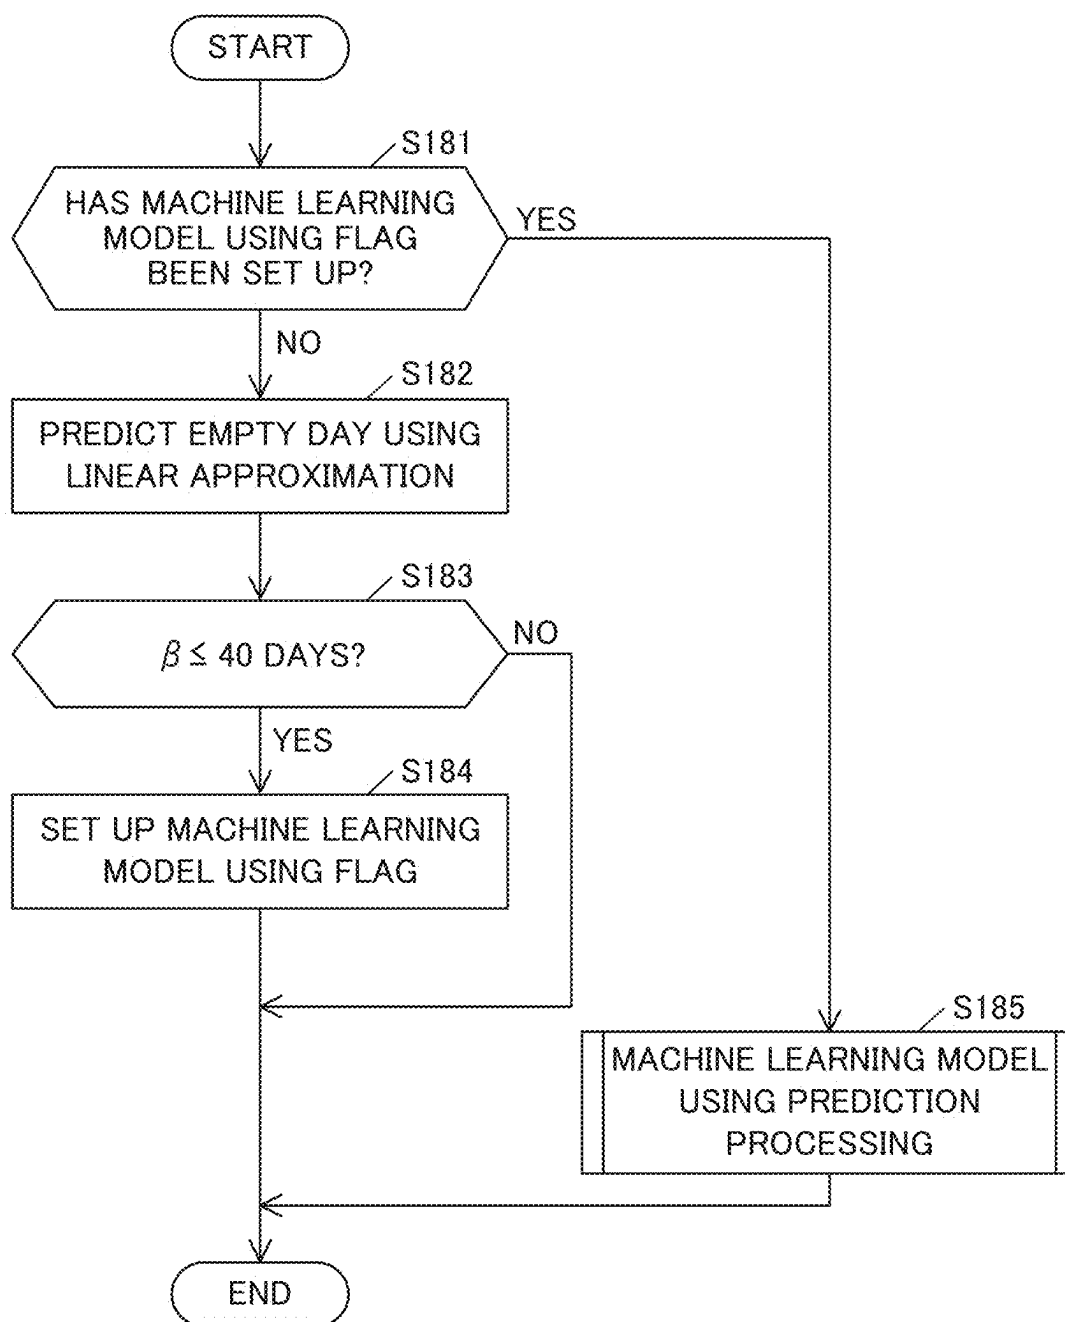 START
S181
HAS MACHINE LEARNING
MODEL USING FLAG
BEEN SET UP?
YES
NO
S182
PREDICT EMPTY DAY USING
LINEAR APPROXIMATION
S183
β ≦ 40 DAYS?
NO
YES
S184
SET UP MACHINE LEARNING
MODEL USING FLAG
S185
MACHINE LEARNING MODEL
USING PREDICTION
PROCESSING
END